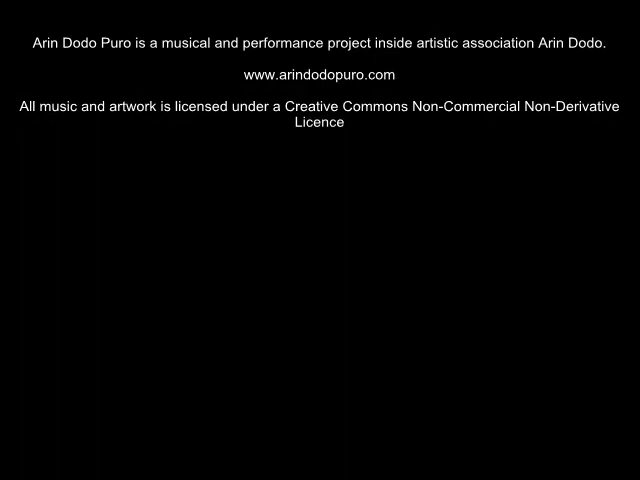 Arin Dodo Puro is a musical and performance project inside artistic association Arin Dodo.
www.arindodopuro.com
All music and artwork is licensed under a Creative Commons Non-Commercial Non-Derivative
Licence